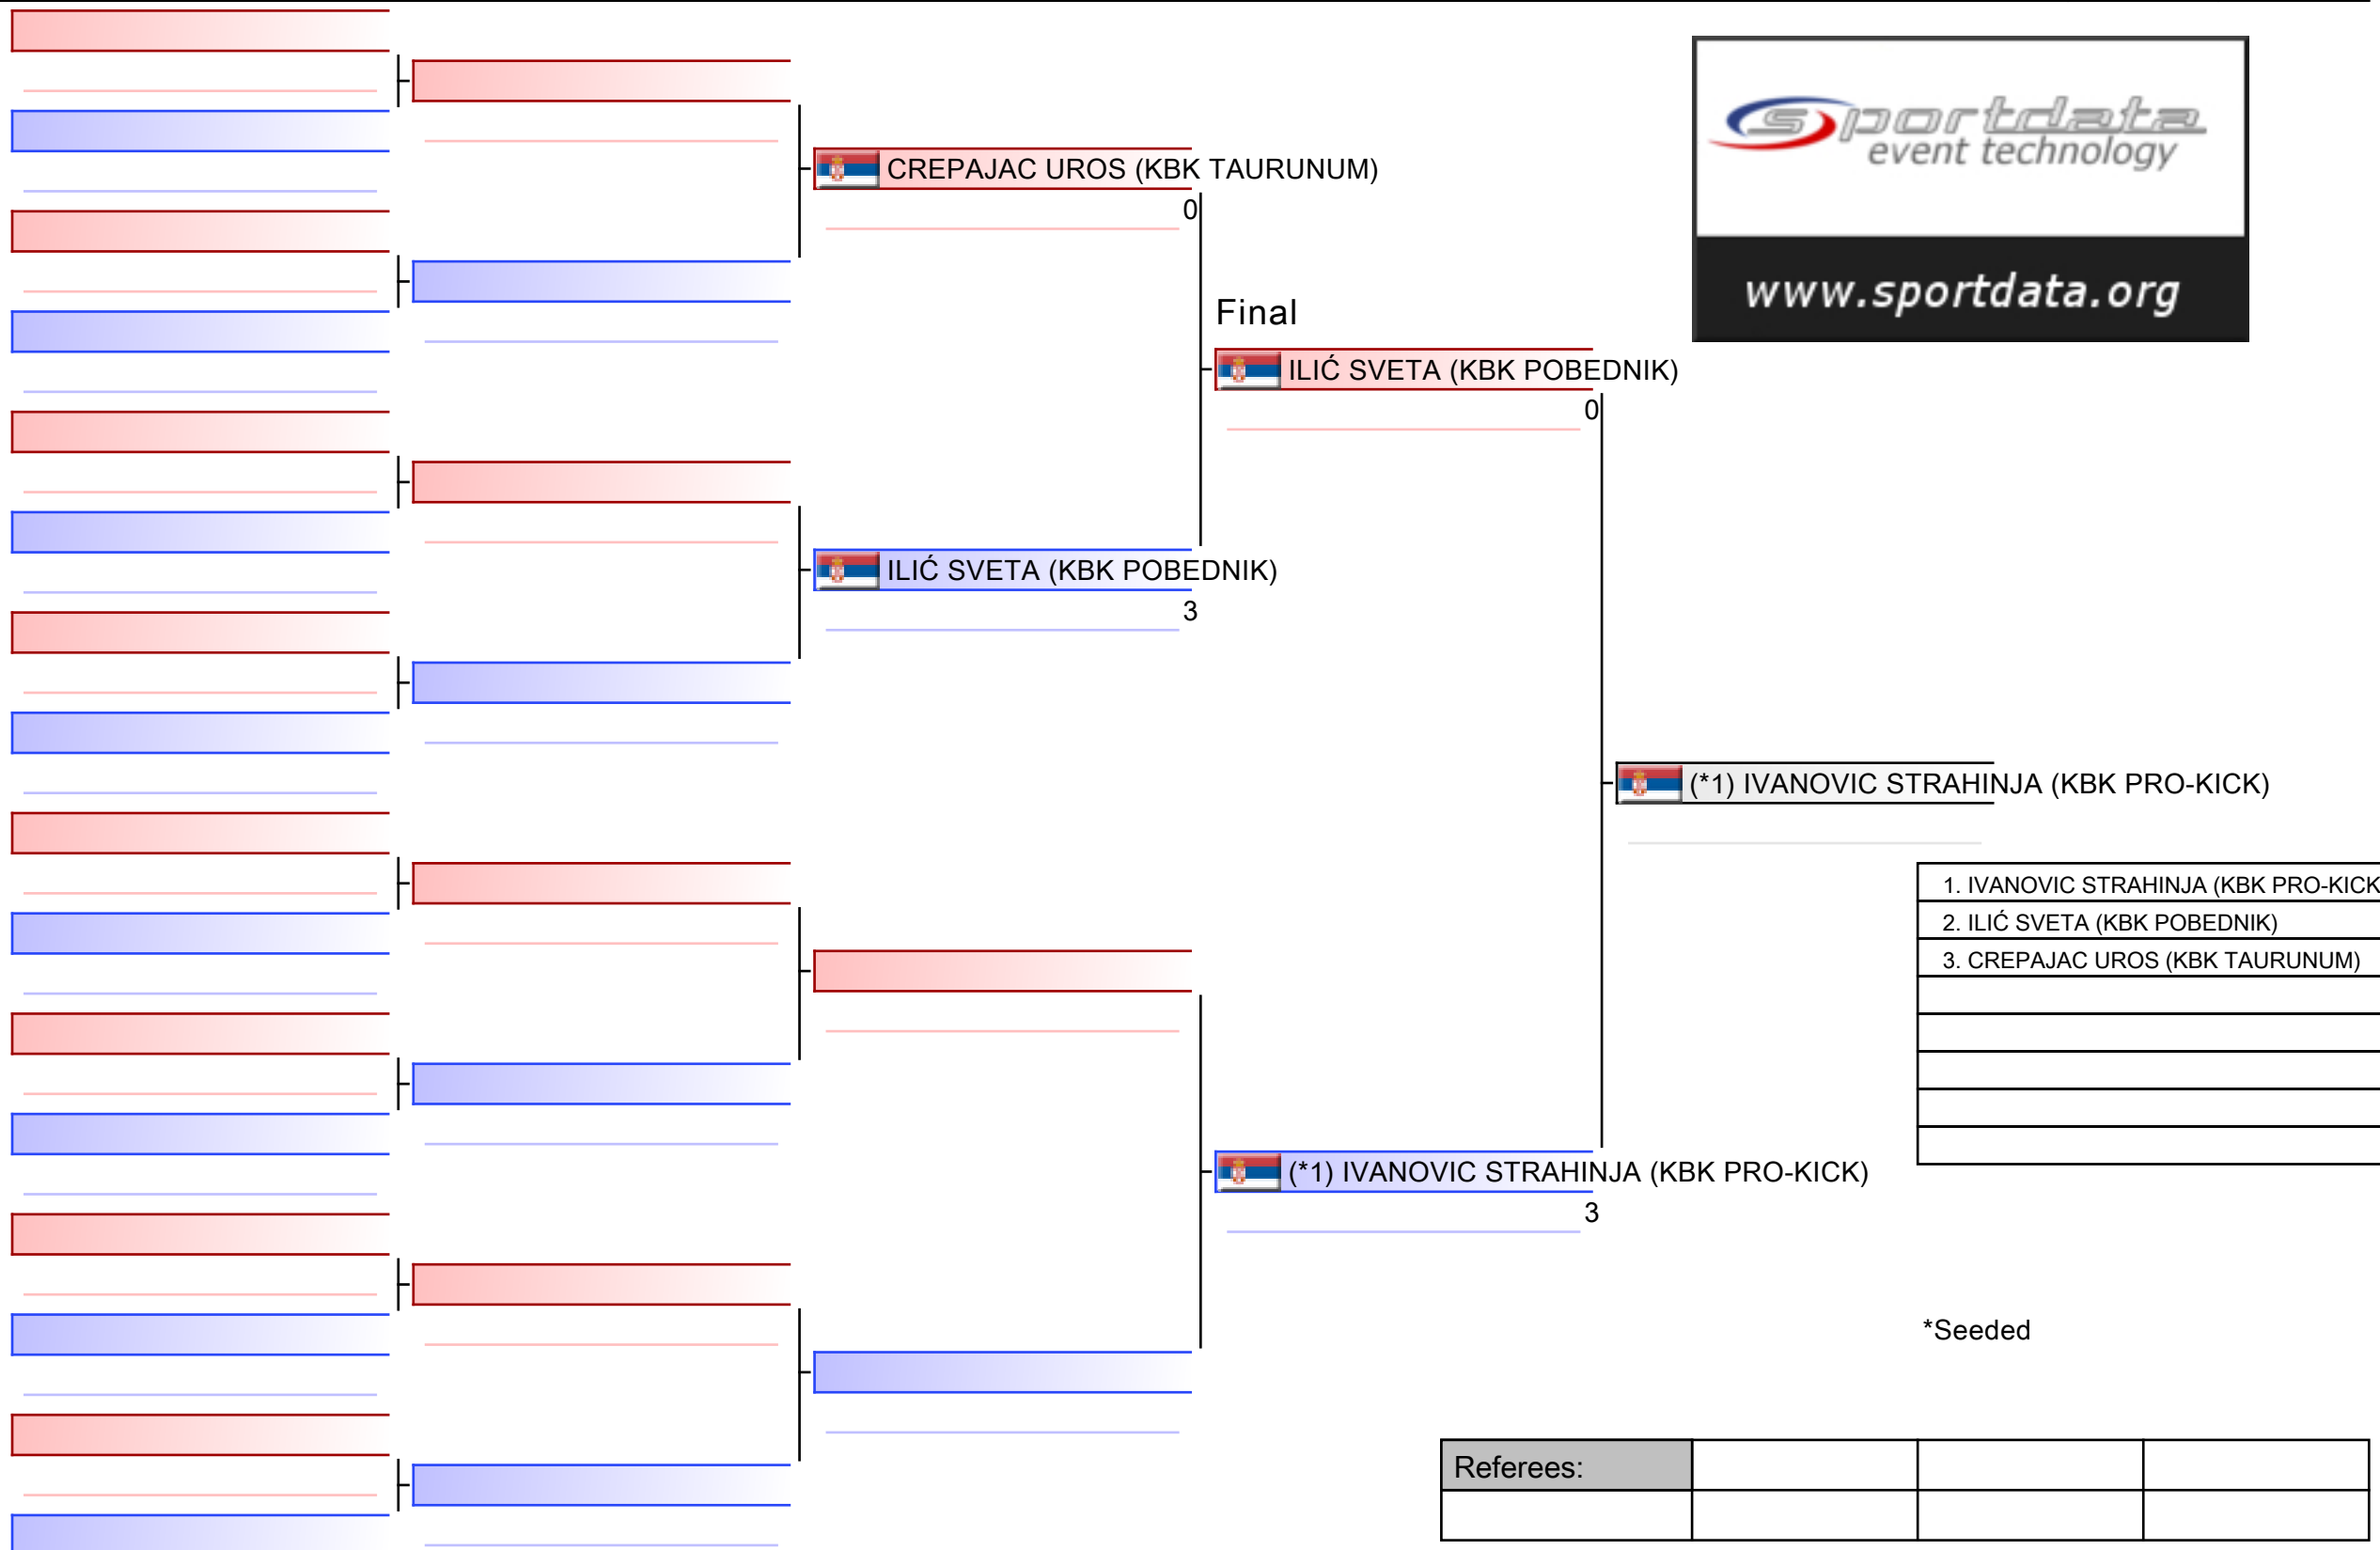 sportdata
event technology
www.sportdata.org
CREPAJAC UROS (KBK TAURUNUM)
0
Final
ILIĆ SVETA (KBK POBEDNIK)
0
ILIĆ SVETA (KBK POBEDNIK)
3
(*1) IVANOVIC STRAHINJA (KBK PRO-KICK)
1. IVANOVIC STRAHINJA (KBK PRO-KICK
2. ILIĆ SVETA (KBK POBEDNIK)
3. CREPAJAC UROS (KBK TAURUNUM)
(*1) IVANOVIC STRAHINJA (KBK PRO-KICK)
3
*Seeded
Referees: